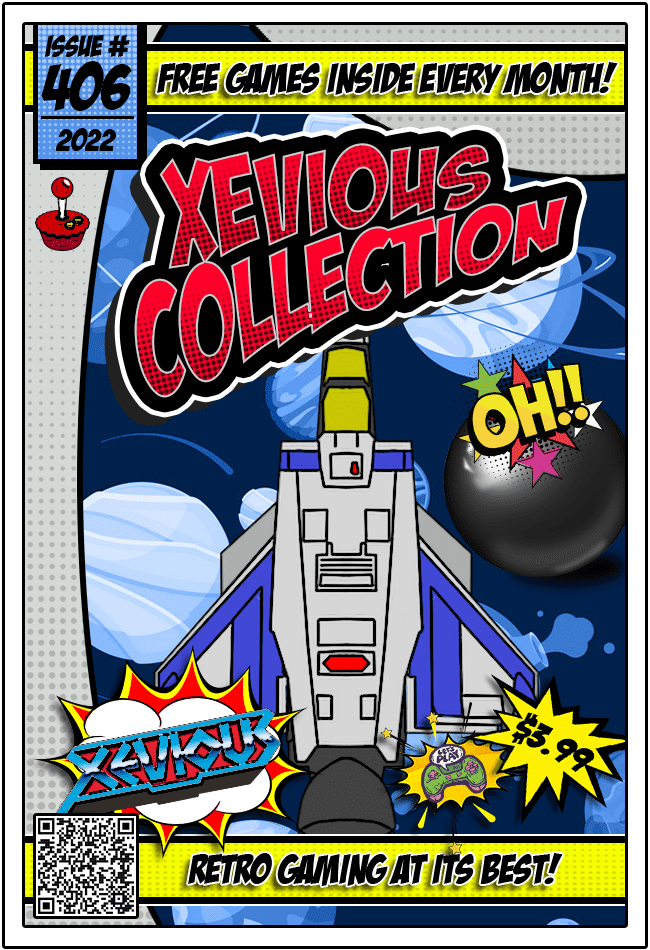 ISSUE #
406
2022
FREE GAMES INSIDE EVERY MONTH!
XEVIOUS
COLLECTION
OH!!
XEVIOUS
LET'S
PLAY
$3.99
RETRO GAMING AT ITS BEST!